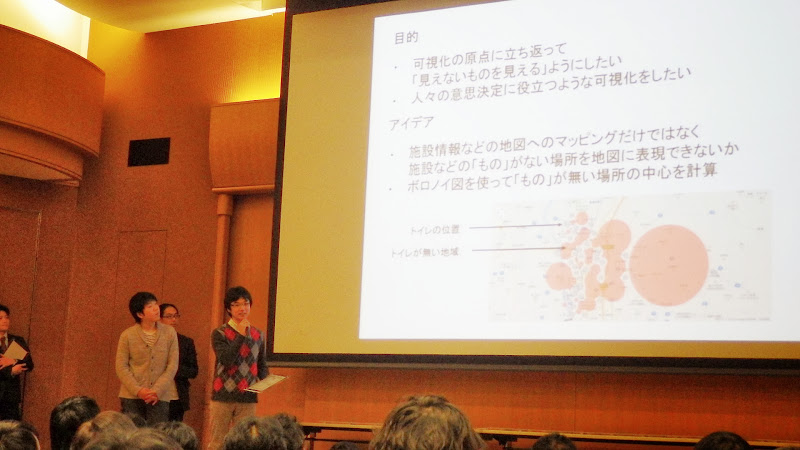 目的
・ 可視化の原点に立ち返って
「見えないものを見える」ようにしたい
・ 人々の意思決定に役立つような可視化をしたい
アイデア
・ 施設情報などの地図へのマッピングだけではなく
施設などの「もの」がない場所を地図に表現できないか
・ ボロノイ図を使って「もの」が無い場所の中心を計算
トイレの位置
トイレが無い地域